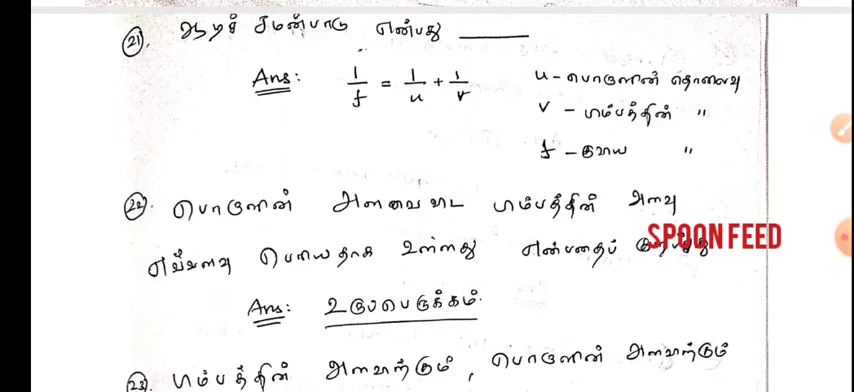 21). ஆடிச் சமன்பாடு என்பது ______
Ans: 1/f = 1/u + 1/v u - பொருளின் தொலைவு
v - பிம்பத்தின் "
f - குவிய "
22). பொருளின் அளவை விட பிம்பத்தின் அளவு
SPOON FEED
எவ்வளவு பெரியதாக உள்ளது என்பதைப்
Ans: உருப்பெருக்கம்.
23) பிம்பத்தின் அளவிற்கும், பொருளின் அளவிற்கும்